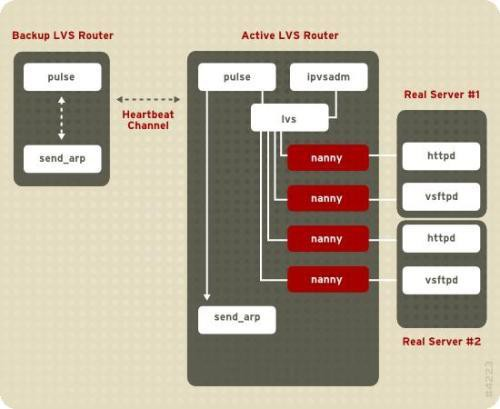 Backup LVS Router
pulse
send_arp
Heartbeat
Channel
Active LVS Router
pulse
ipvsadm
lvs
nanny
nanny
nanny
nanny
send_arp
Real Server #1
httpd
vsftpd
httpd
vsftpd
Real Server #2
#4223